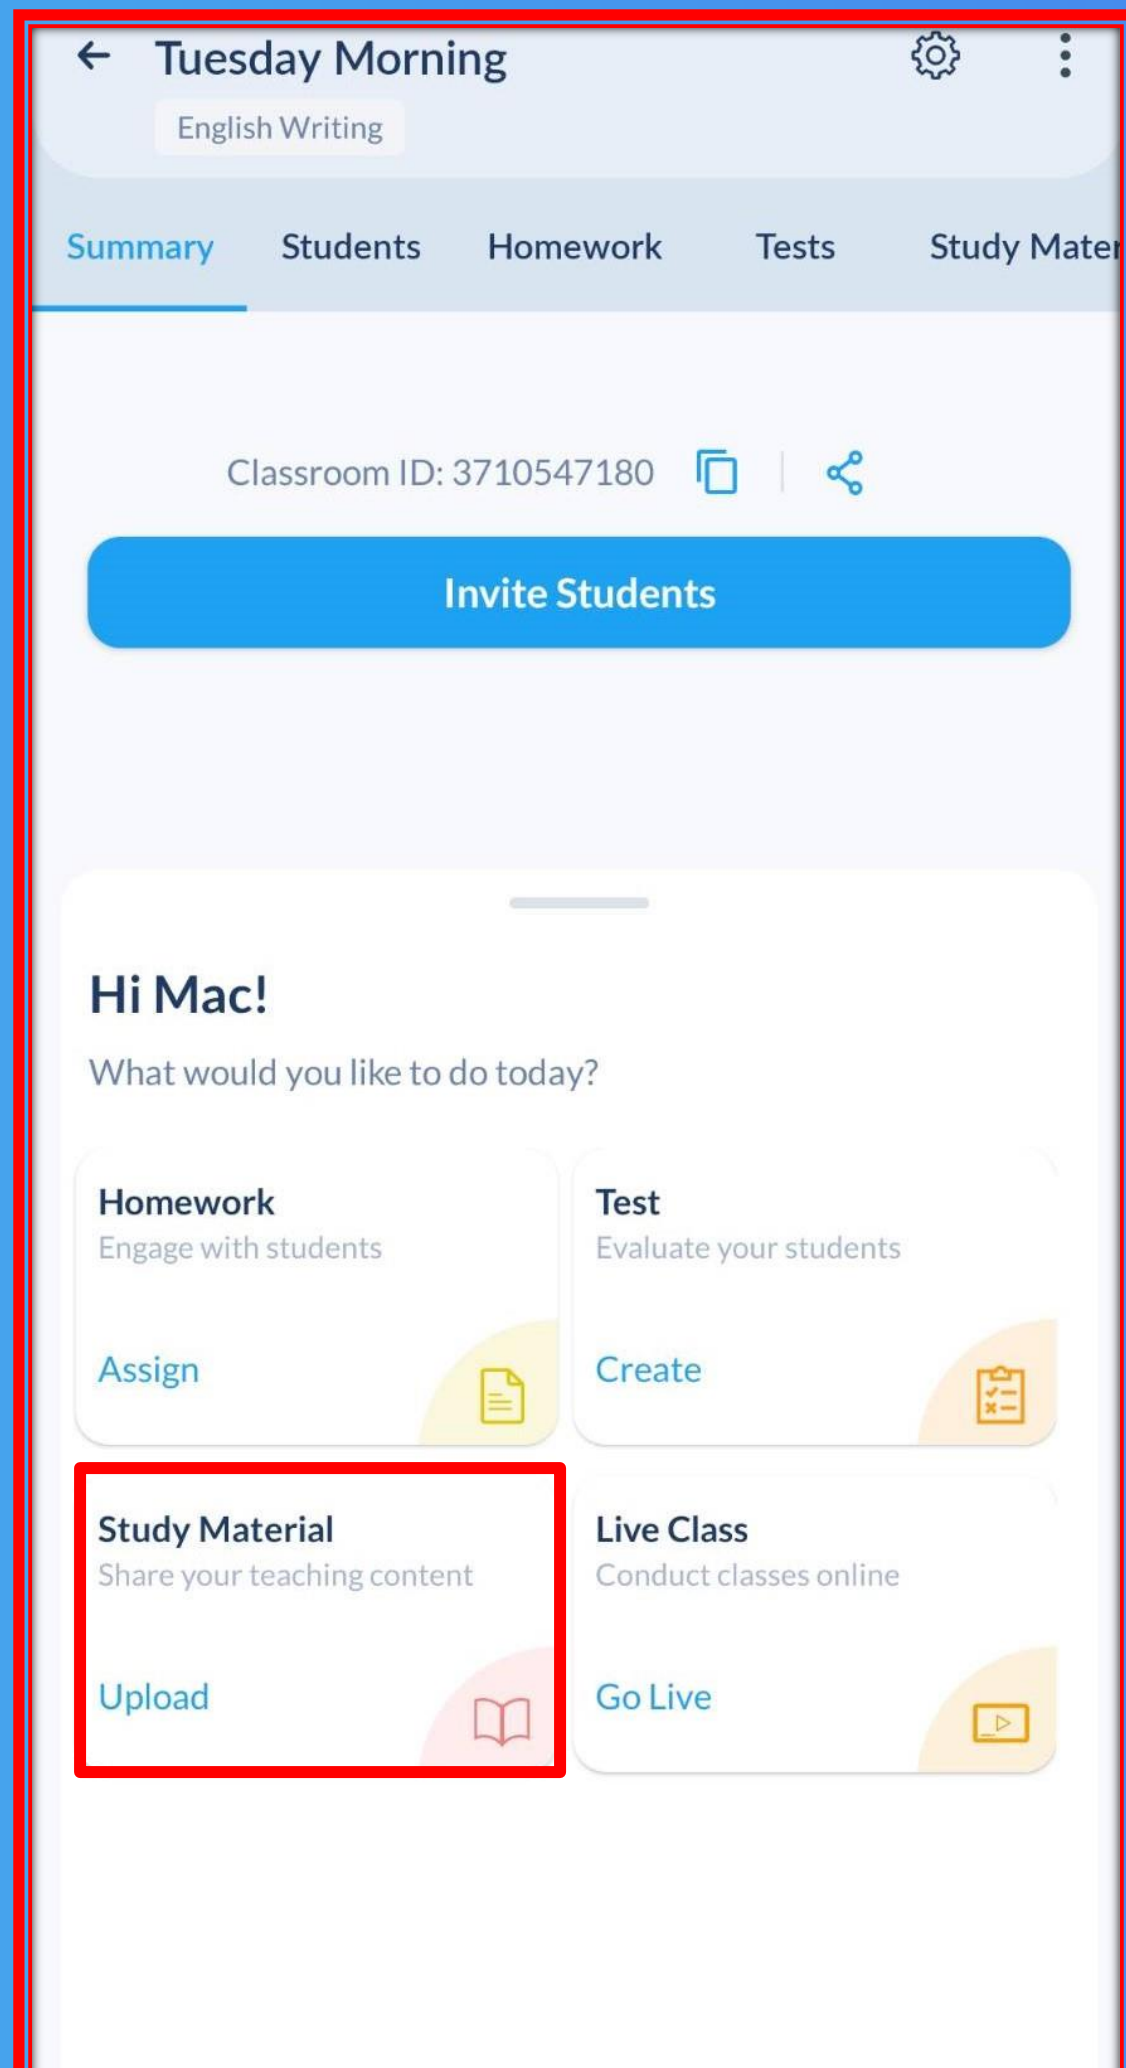 Tuesday Morning
English Writing
Summary Students Homework Tests Study Mater
Classroom ID: 3710547180
Invite Students
Hi Mac!
What would you like to do today?
Homework
Engage with students
Assign
Test
Evaluate your students
Create
Study Material
Share your teaching content
Upload
Live Class
Conduct classes online
Go Live